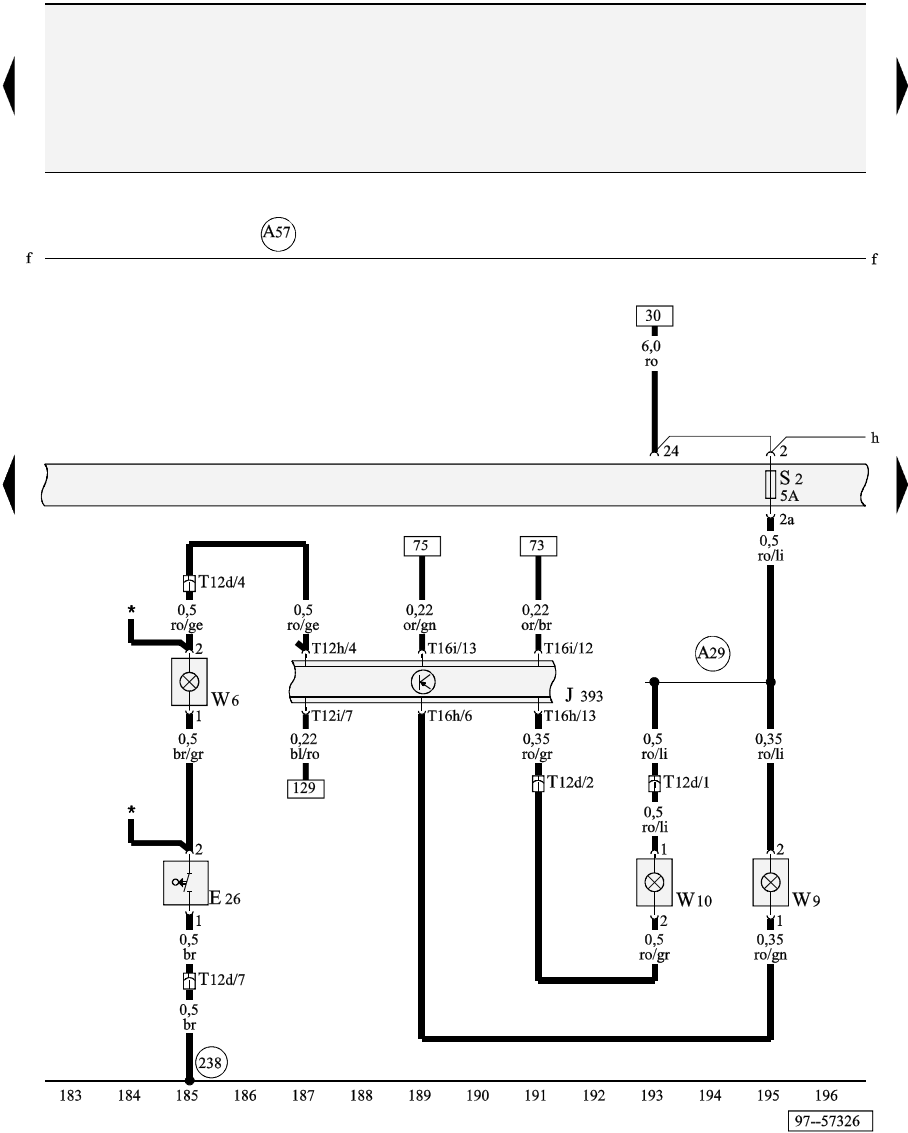 A57
f
f
30
6,0
ro
h
24
2
S 2
5A
2a
0,5
ro/li
75
73
T12d/4
*
0,5
ro/ge
0,5
ro/ge
0,22
or/gn
0,22
or/br
2
T12h/4
T16i/13
T16i/12
A29
W 6
J 393
1
T12i/7
T16h/6
T16h/13
0,5
br/gr
0,22
bl/ro
0,35
ro/gr
0,5
ro/li
0,35
ro/li
129
T12d/2
T12d/1
*
0,5
ro/li
2
1
2
E 26
W 10
W 9
1
2
1
0,5
br
0,5
ro/gr
0,35
ro/gn
T12d/7
0,5
br
238
183 184 185 186 187 188 189 190 191 192 193 194 195 196
97--57326